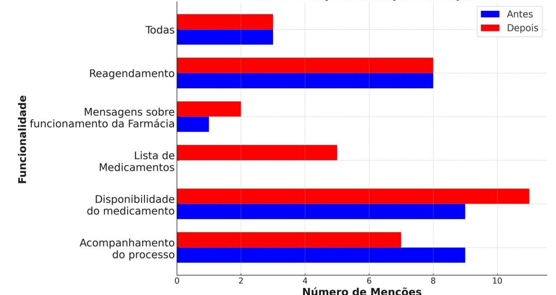 Antes
Depois
Todas
Reagendamento
Mensagens sobre
funcionamento da Farmácia
Lista de
Medicamentos
Disponibilidade
do medicamento
Acompanhamento
do processo
Funcionalidade
0 2 4 6 8 10
Número de Menções